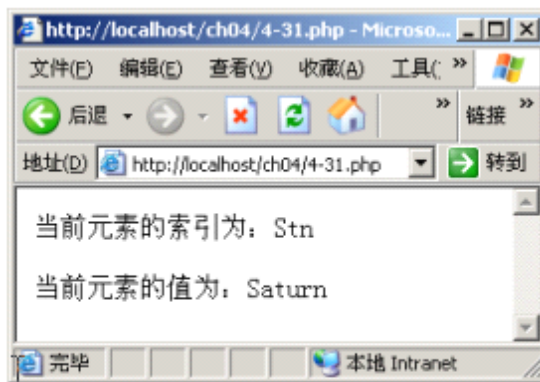 http://localhost/ch04/4-31.php - Microso...
文件(F) 编辑(E) 查看(V) 收藏(A) 工具(: »
后退 » 链接 »
地址(D) http://localhost/ch04/4-31.php 转到
当前元素的索引为：Stn
当前元素的值为：Saturn
完毕 本地 Intranet